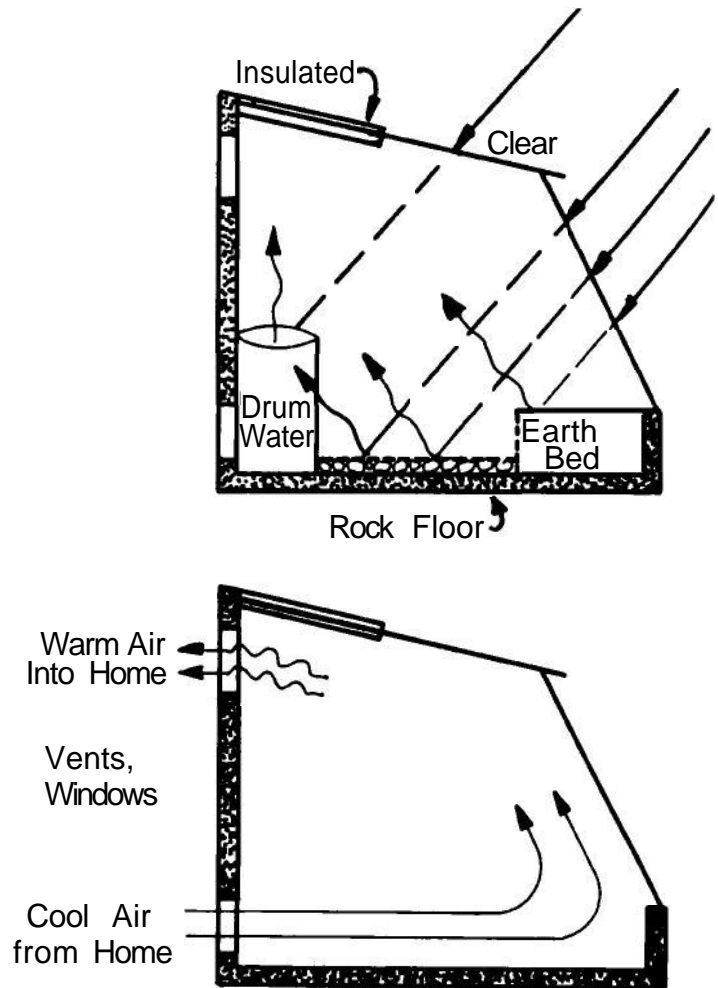 Insulated
Clear
Drum
Water
Earth
Bed
Rock Floor
Warm Air
Into Home
Vents,
Windows
Cool Air
from Home